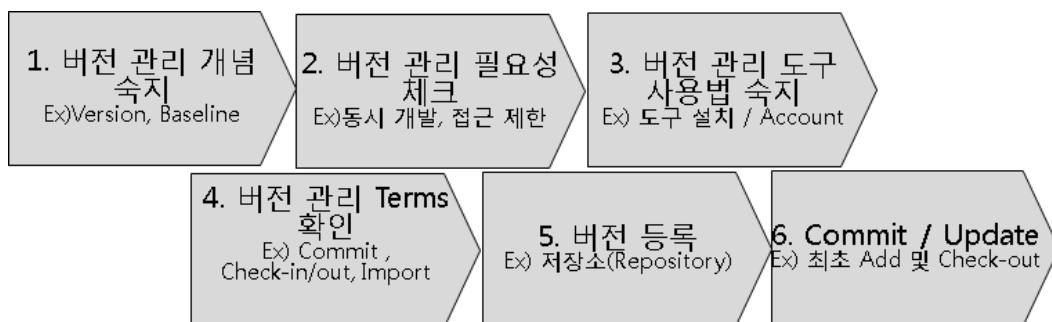 1. 버전 관리 개념
숙지
Ex)Version, Baseline
2. 버전 관리 필요성
체크
Ex)동시 개발, 접근 제한
3. 버전 관리 도구
사용법 숙지
Ex) 도구 설치 / Account
4. 버전 관리 Terms
확인
Ex) Commit ,
Check-in/out, Import
5. 버전 등록
Ex) 저장소(Repository)
6. Commit / Update
Ex) 최초 Add 및 Check-out